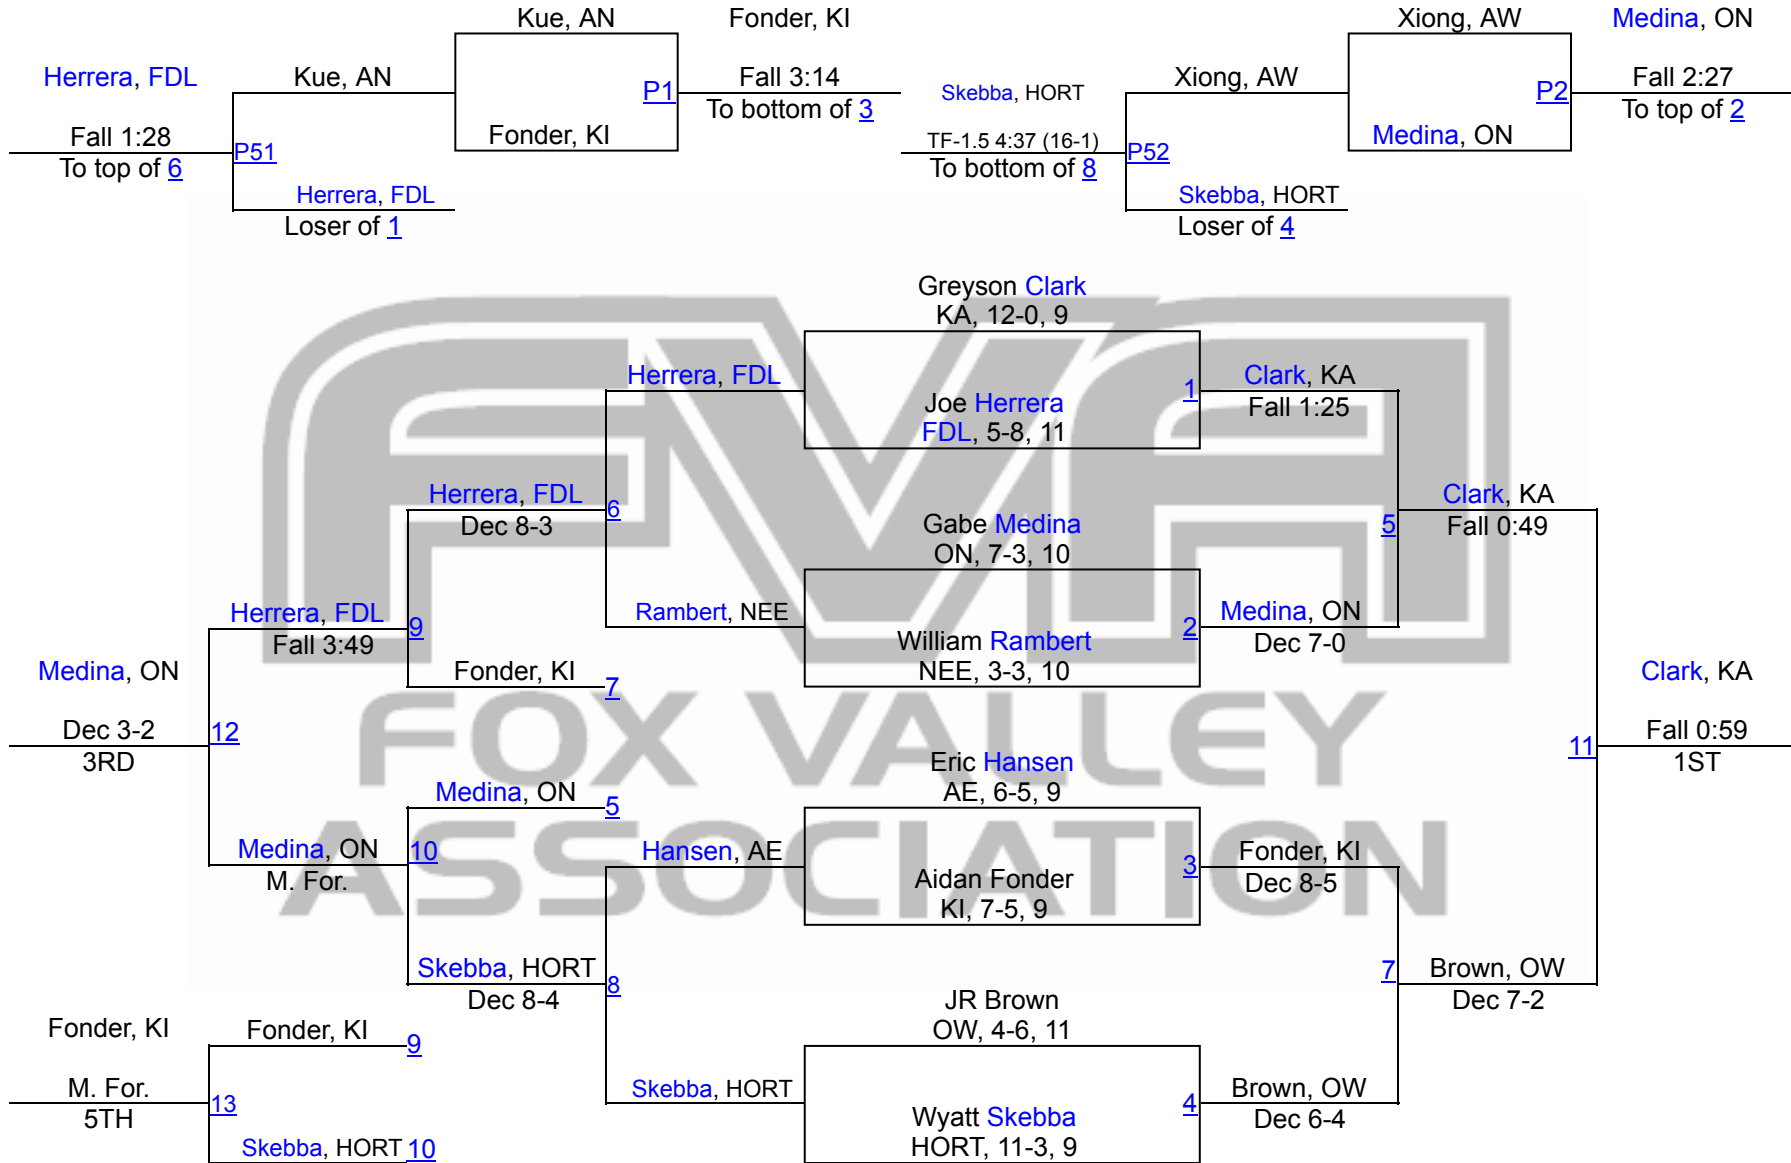 Kue, AN
Fonder, KI
Xiong, AW
Medina, ON
Herrera, FDL
Kue, AN
P1
Fall 3:14
To bottom of 3
Skebba, HORT
Xiong, AW
P2
Fall 2:27
To top of 2
Fall 1:28
To top of 6
P51
Fonder, KI
TF-1.5 4:37 (16-1)
To bottom of 8
P52
Medina, ON
Herrera, FDL
Loser of 1
Skebba, HORT
Loser of 4
Greyson Clark
KA, 12-0, 9
Herrera, FDL
Joe Herrera
FDL, 5-8, 11
1
Clark, KA
Fall 1:25
FVA
Herrera, FDL
Dec 8-3
6
Gabe Medina
ON, 7-3, 10
5
Clark, KA
Fall 0:49
Herrera, FDL
Fall 3:49
9
Rambert, NEE
William Rambert
NEE, 3-3, 10
2
Medina, ON
Dec 7-0
Medina, ON
Fonder, KI
7
Clark, KA
Dec 3-2
3RD
12
FOX VALLEY
11
Fall 0:59
1ST
Medina, ON
5
Eric Hansen
AE, 6-5, 9
ASSOCIATION
Medina, ON
M. For.
10
Hansen, AE
Aidan Fonder
KI, 7-5, 9
3
Fonder, KI
Dec 8-5
Skebba, HORT
Dec 8-4
8
7
Brown, OW
Dec 7-2
JR Brown
OW, 4-6, 11
Fonder, KI
Fonder, KI
9
M. For.
5TH
13
Skebba, HORT
Wyatt Skebba
HORT, 11-3, 9
4
Brown, OW
Dec 6-4
Skebba, HORT 10